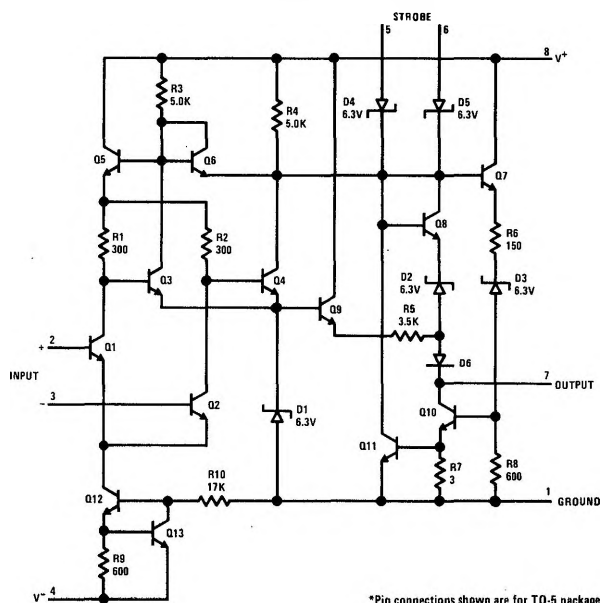 STROBE
5 6
8 V+
R3
5.0K
R4
5.0K
D4
6.3V
D5
6.3V
Q5
Q6
Q7
R1
300
R2
300
Q3
Q4
Q8
R6
150
D2
6.3V
D3
6.3V
Q9
R5
3.5K
+ 2
Q1
D6
7 OUTPUT
INPUT
- 3
Q2
D1
6.3V
Q10
Q11
R7
3
R8
600
R10
17K
1
GROUND
Q12
Q13
R9
600
V- 4
*Pin connections shown are for TO-5 package